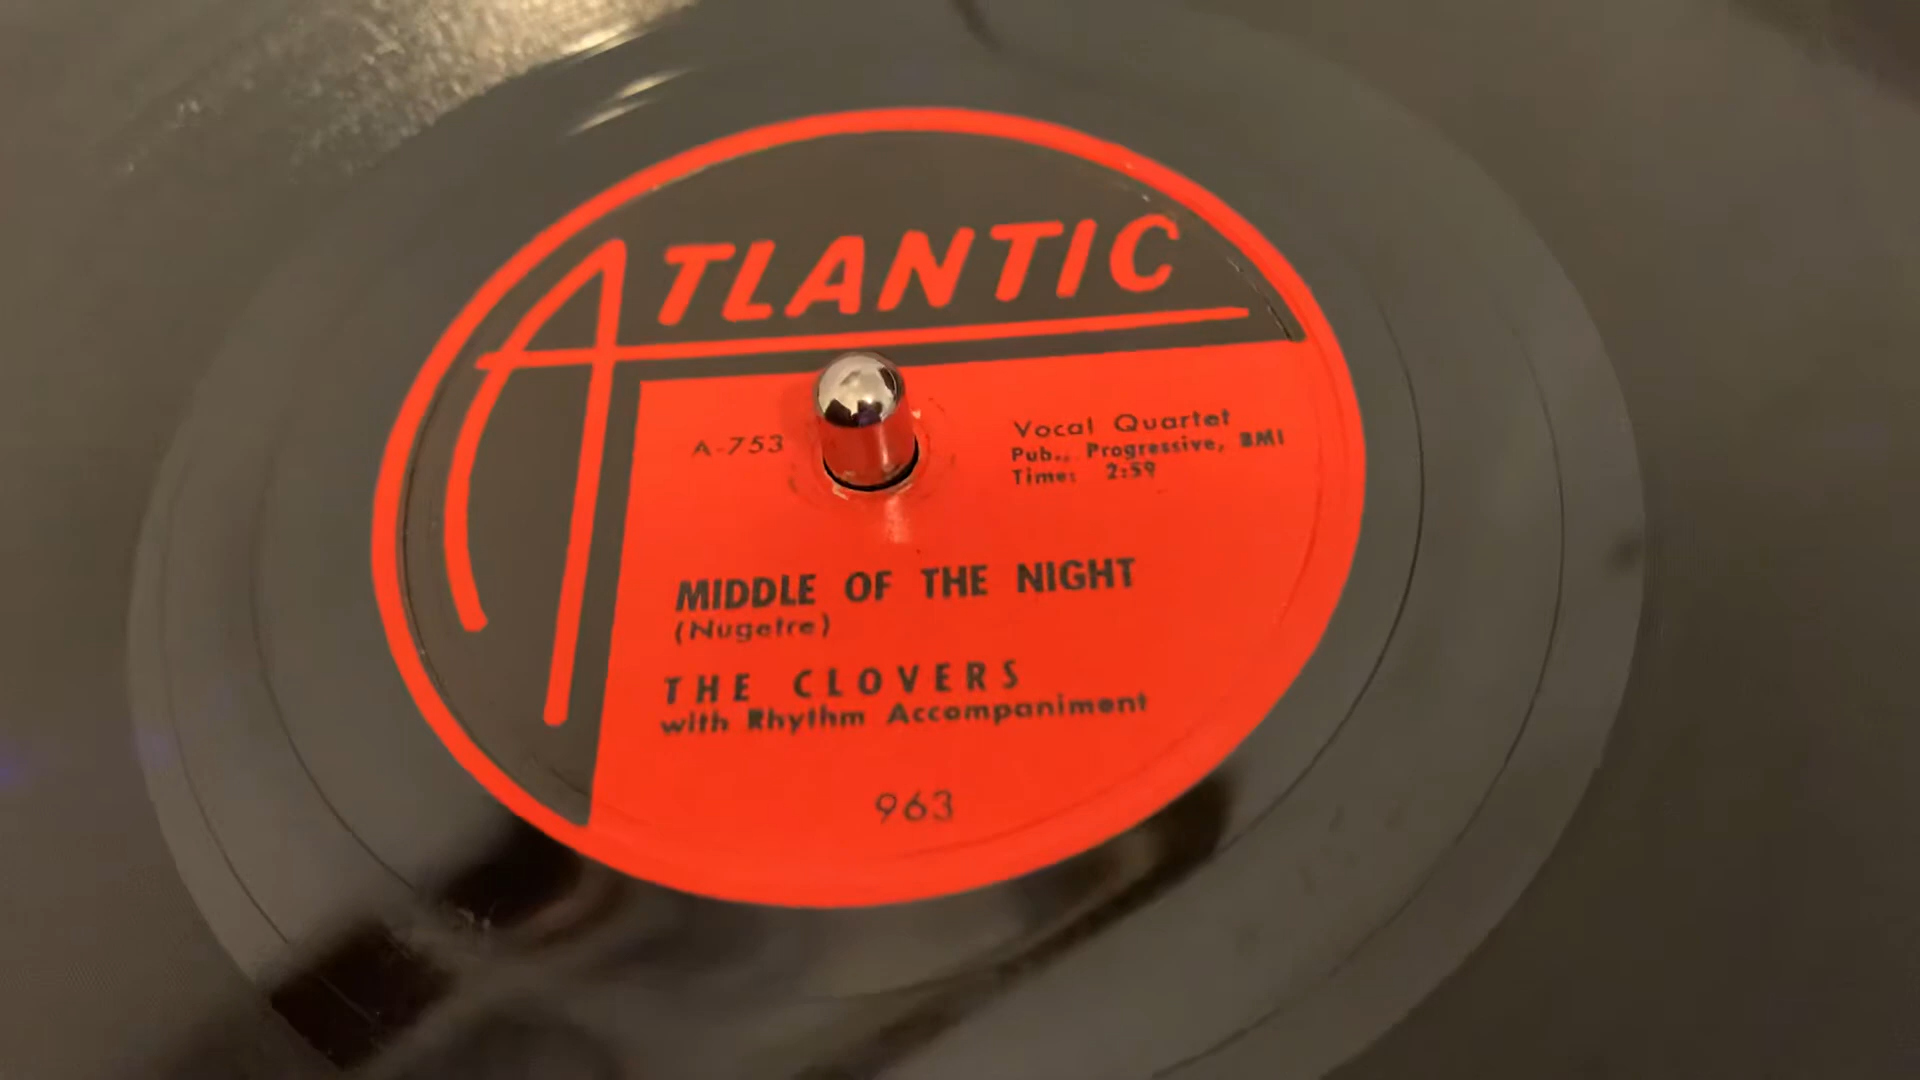 ATLANTIC
A-753
Vocal Quartet
Pub., Progressive, BMI
Time: 2:59
MIDDLE OF THE NIGHT
(Nugetre)
THE CLOVERS
with Rhythm Accompaniment
963